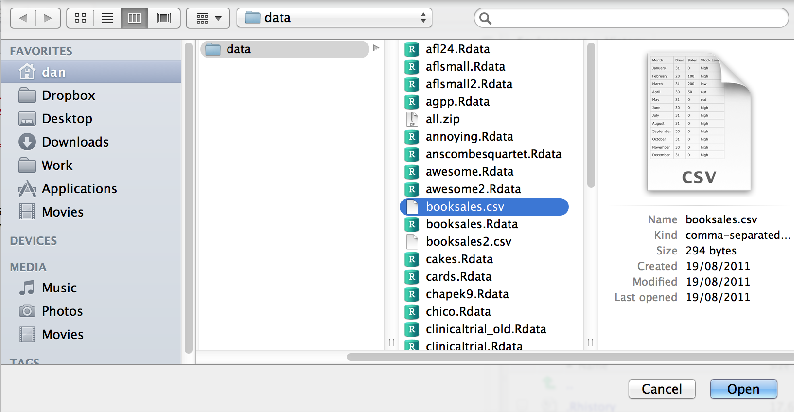 data
FAVORITES
dan
Dropbox
Desktop
Downloads
Work
Applications
Movies
DEVICES
MEDIA
Music
Photos
Movies
TAGS
data
afl24.Rdata
aflsmall.Rdata
aflsmall2.Rdata
agpp.Rdata
all.zip
annoying.Rdata
anscombesquartet.Rdata
awesome.Rdata
awesome2.Rdata
booksales.csv
booksales.Rdata
booksales2.csv
cakes.Rdata
cards.Rdata
chapek9.Rdata
chico.Rdata
clinicaltrial_old.Rdata
clinicaltrial.Rdata
CSV
Name booksales.csv
Kind comma-separated...
Size 294 bytes
Created 19/08/2011
Modified 19/08/2011
Last opened 19/08/2011
Cancel
Open